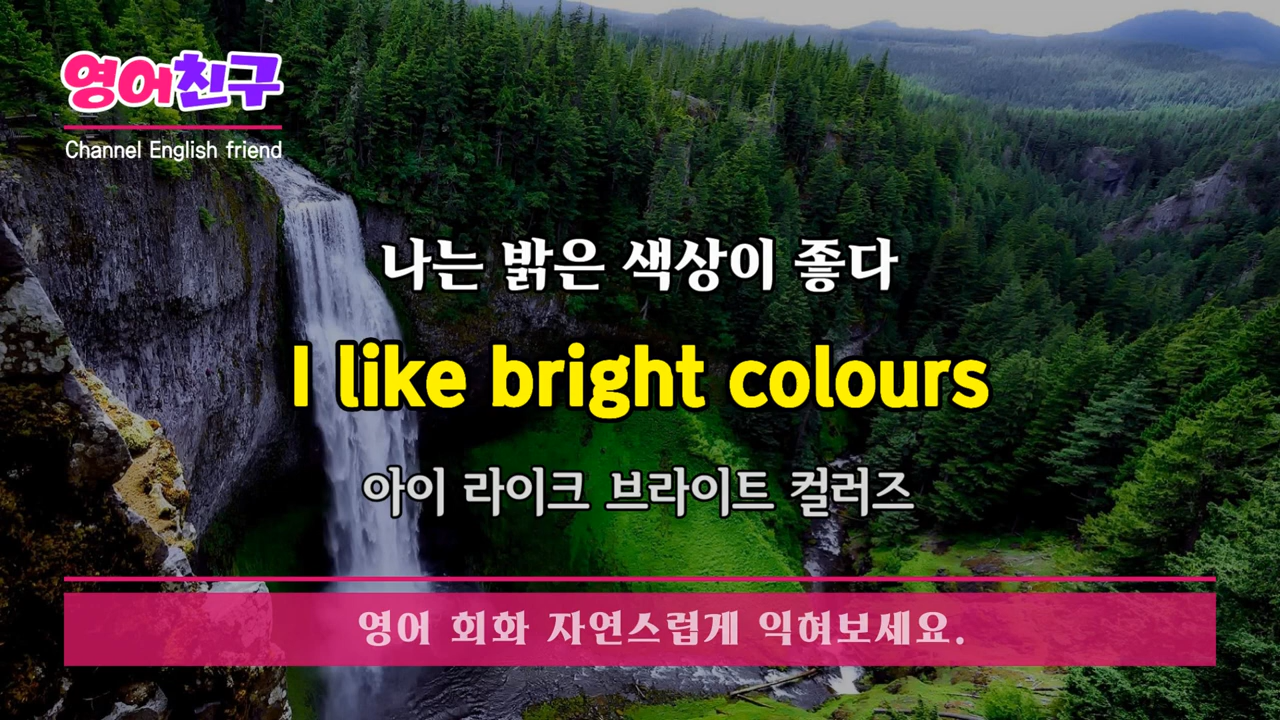 영어친구
Channel English friend
나는 밝은 색상이 좋다
I like bright colours
아이 라이크 브라이트 컬러즈
영어 회화 자연스럽게 익혀보세요.